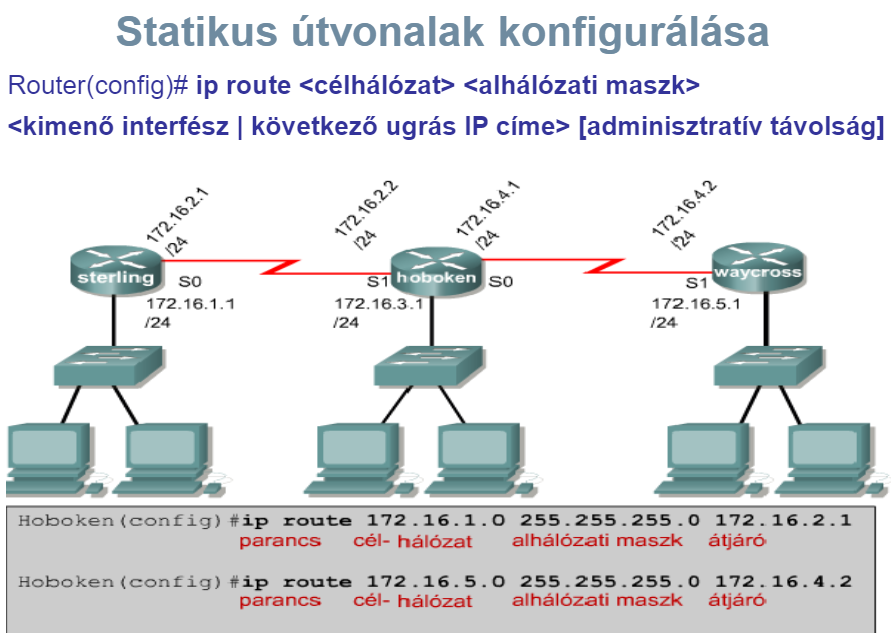 Statikus útvonalak konfigurálása
Router(config)# ip route <célhálózat> <alhálózati maszk>
<kimenő interfész | következő ugrás IP címe> [adminisztratív távolság]
172.16.2.1
/24
172.16.2.2
/24
172.16.4.1
/24
172.16.4.2
/24
sterling
S0
S1
hoboken
S0
S1
waycross
172.16.1.1
/24
172.16.3.1
/24
172.16.5.1
/24
Hoboken(config)#ip route 172.16.1.0 255.255.255.0 172.16.2.1
parancs cél- hálózat alhálózati maszk átjáró
Hoboken(config)#ip route 172.16.5.0 255.255.255.0 172.16.4.2
parancs cél- hálózat alhálózati maszk átjáró